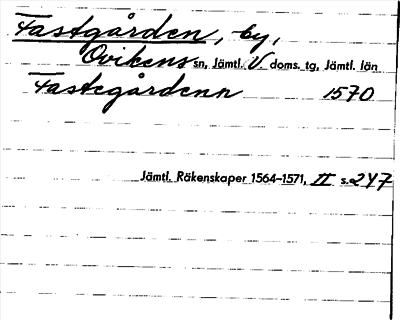 Fastgården, by,
Ovikens sn, Jämtl. V doms. tg, Jämtl. län
Fastegårdenn 1570
Jämtl. Räkenskaper 1564–1571, II s. 247